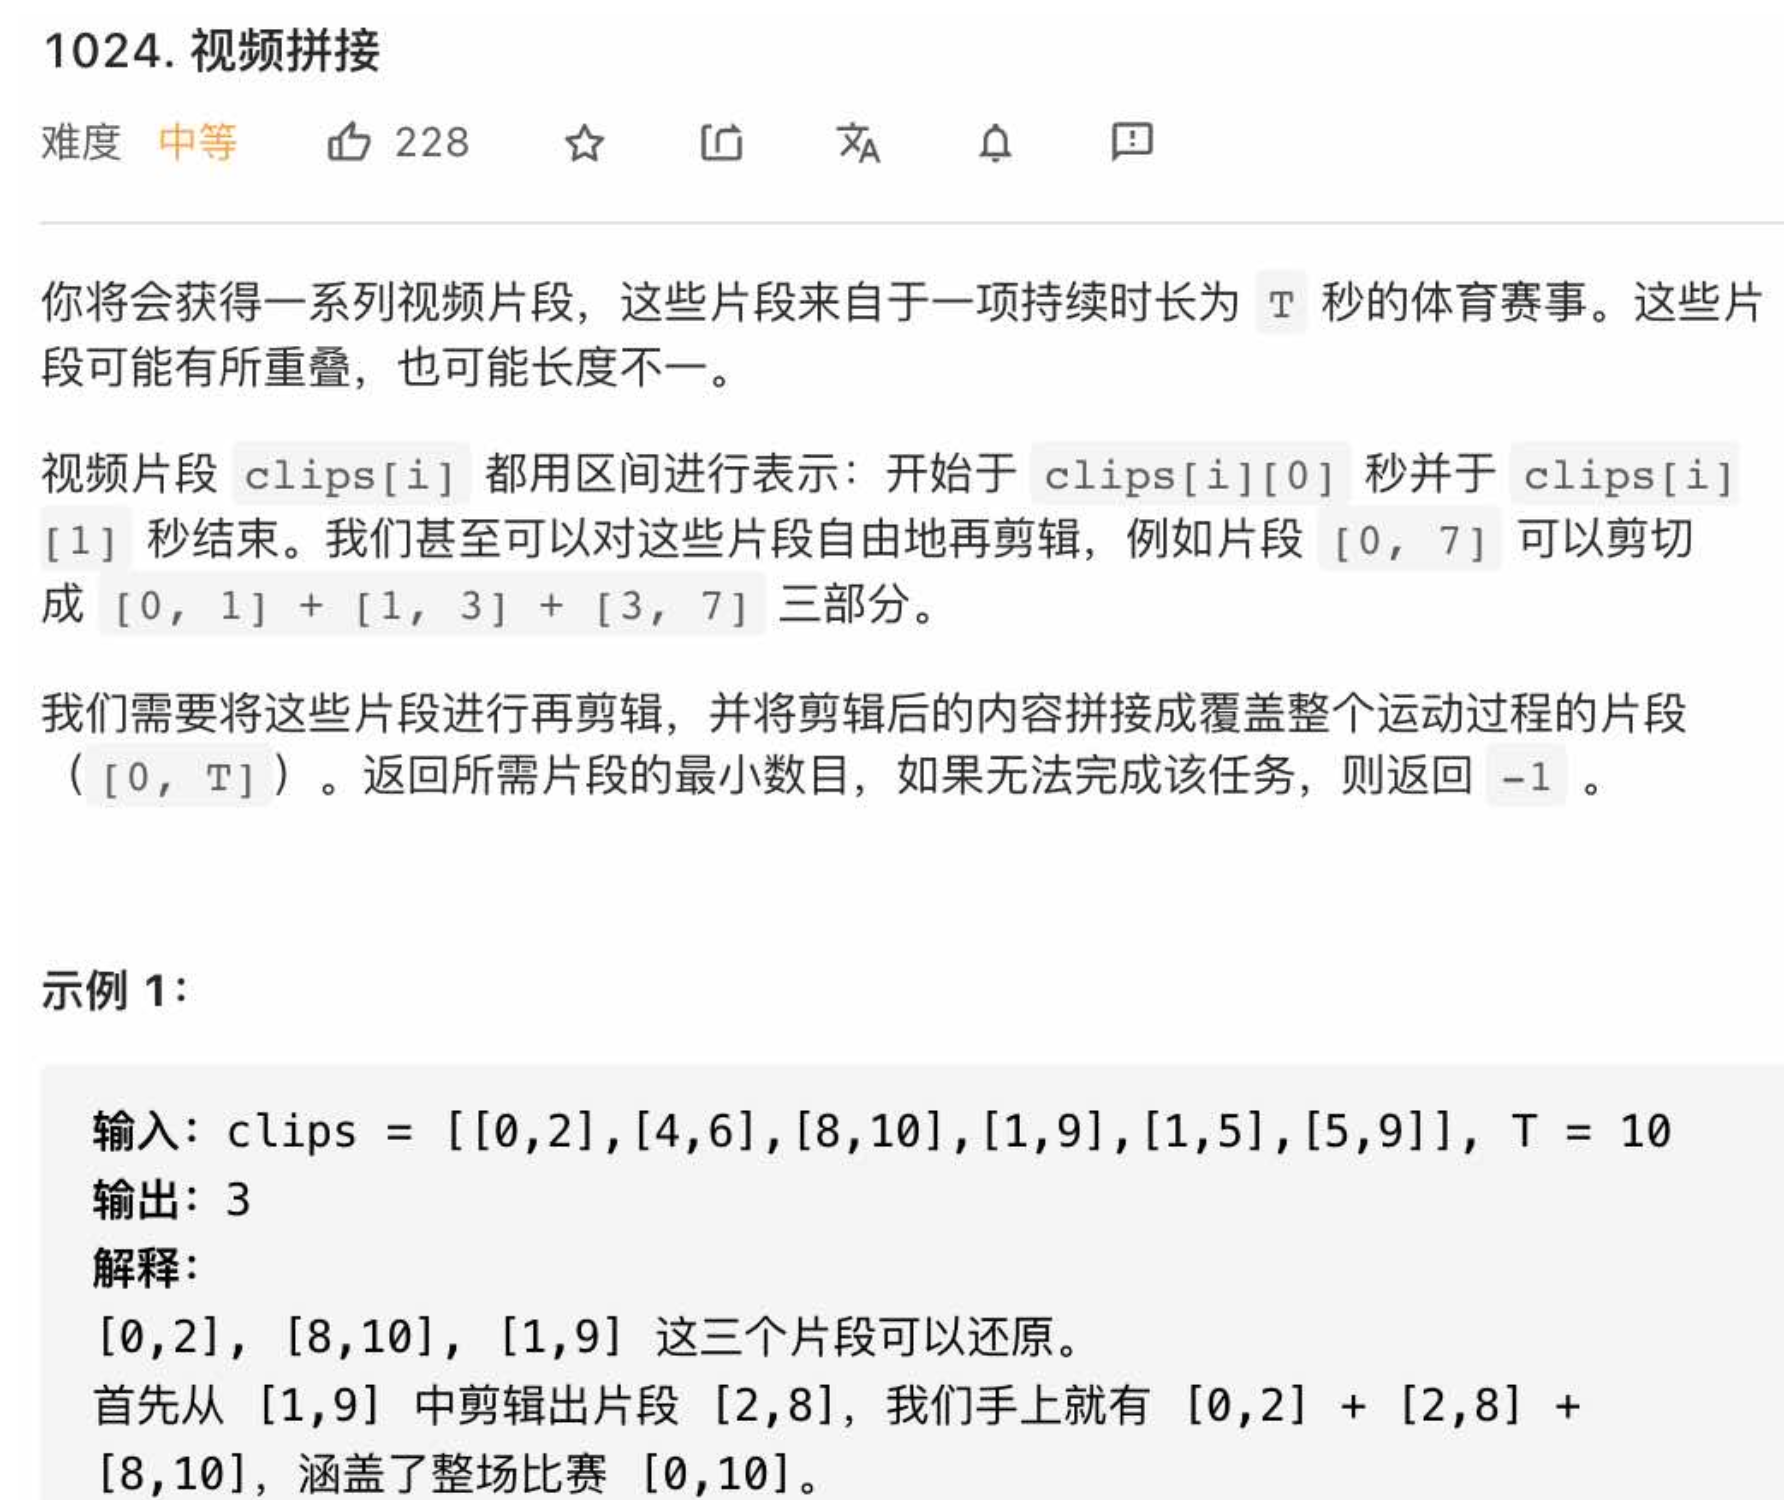 1024. 视频拼接
难度 中等 228
你将会获得一系列视频片段，这些片段来自于一项持续时长为 T 秒的体育赛事。这些片
段可能有所重叠，也可能长度不一。
视频片段 clips[i] 都用区间进行表示：开始于 clips[i][0] 秒并于 clips[i]
[1] 秒结束。我们甚至可以对这些片段自由地再剪辑，例如片段 [0, 7] 可以剪切
成 [0, 1] + [1, 3] + [3, 7] 三部分。
我们需要将这些片段进行再剪辑，并将剪辑后的内容拼接成覆盖整个运动过程的片段
（[0, T]）。返回所需片段的最小数目，如果无法完成该任务，则返回 -1 。
示例 1：
输入：clips = [[0,2],[4,6],[8,10],[1,9],[1,5],[5,9]], T = 10
输出：3
解释：
[0,2], [8,10], [1,9] 这三个片段可以还原。
首先从 [1,9] 中剪辑出片段 [2,8]，我们手上就有 [0,2] + [2,8] +
[8,10]，涵盖了整场比赛 [0,10]。